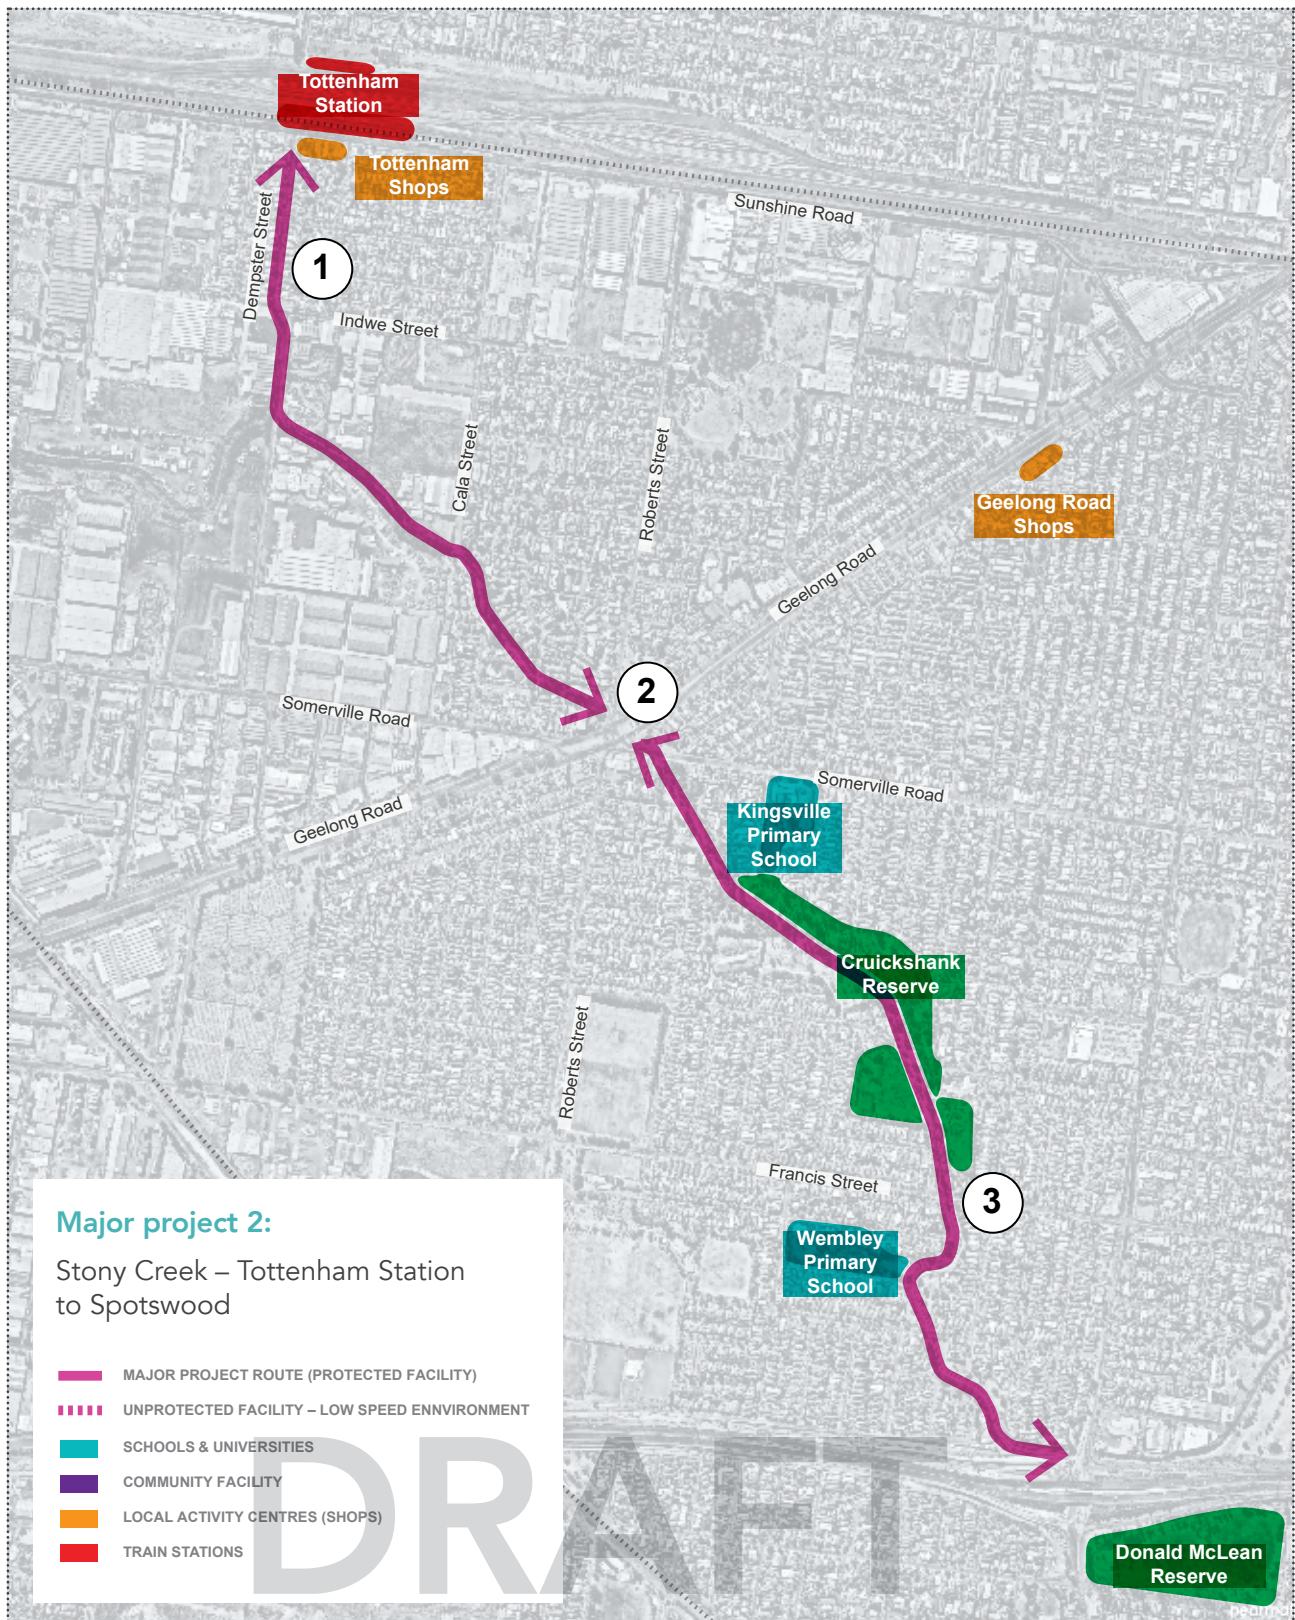 Tottenham
Station
Tottenham
Shops
Sunshine Road
Dempster Street
1
Indwe Street
Cala Street
Roberts Street
Geelong Road
Shops
Geelong Road
2
Somerville Road
Somerville Road
Geelong Road
Kingsville
Primary
School
Cruickshank
Reserve
Roberts Street
Francis Street
3
Wembley
Primary
School
Major project 2:
Stony Creek – Tottenham Station
to Spotswood
MAJOR PROJECT ROUTE (PROTECTED FACILITY)
UNPROTECTED FACILITY – LOW SPEED ENNVIRONMENT
SCHOOLS & UNIVERSITIES
COMMUNITY FACILITY
LOCAL ACTIVITY CENTRES (SHOPS)
TRAIN STATIONS
DRAFT
Donald McLean
Reserve